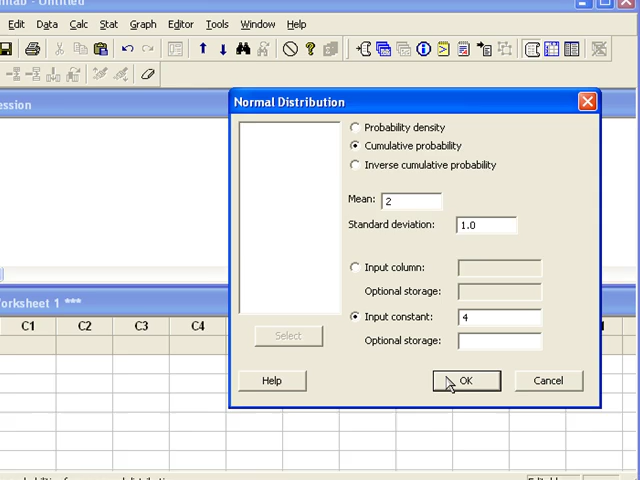 Untitled
Edit Data Calc Stat Graph Editor Tools Window Help
ession
Normal Distribution
Probability density
Cumulative probability
Inverse cumulative probability
Mean: 2
Standard deviation: 1.0
Input column:
Optional storage:
Input constant: 4
Optional storage:
Select
Help OK Cancel
orksheet 1 ***
C1 C2 C3 C4